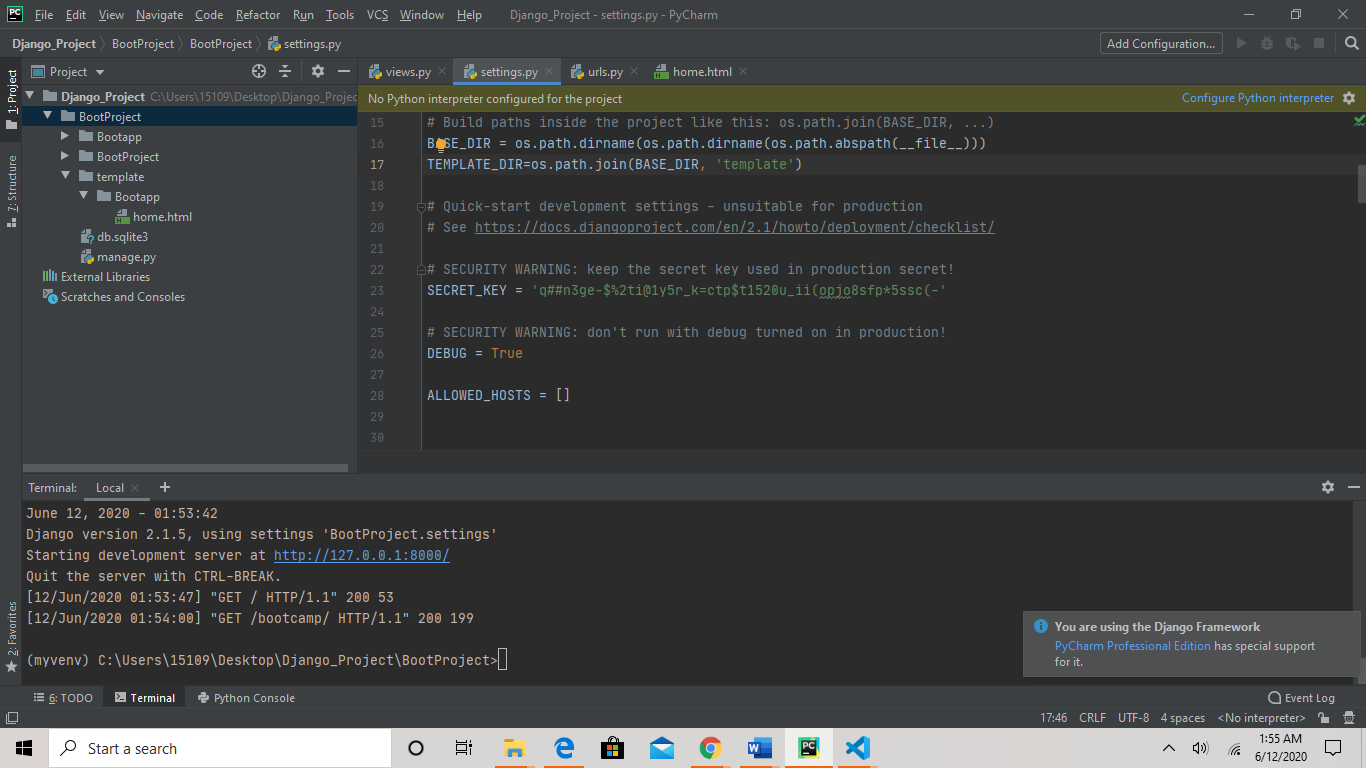 File Edit View Navigate Code Refactor Run Tools VCS Window Help Django_Project - settings.py - PyCharm
Django_Project BootProject BootProject settings.py Add Configuration...
Project views.py settings.py urls.py home.html
1: Project
7: Structure
2: Favorites
Django_Project C:\Users\15109\Desktop\Django_Projec
BootProject
Bootapp
BootProject
template
Bootapp
home.html
db.sqlite3
manage.py
External Libraries
Scratches and Consoles
No Python interpreter configured for the project Configure Python interpreter
15 # Build paths inside the project like this: os.path.join(BASE_DIR, ...)
16 BASE_DIR = os.path.dirname(os.path.dirname(os.path.abspath(__file__)))
17 TEMPLATE_DIR=os.path.join(BASE_DIR, 'template')
18
19 # Quick-start development settings - unsuitable for production
20 # See https://docs.djangoproject.com/en/2.1/howto/deployment/checklist/
21
22 # SECURITY WARNING: keep the secret key used in production secret!
23 SECRET_KEY = 'q##n3ge-$%2ti@1y5r_k=ctp$t1520u_ii(opjo8sfp*5ssc(-'
24
25 # SECURITY WARNING: don't run with debug turned on in production!
26 DEBUG = True
27
28 ALLOWED_HOSTS = []
29
30
Terminal: Local
June 12, 2020 - 01:53:42
Django version 2.1.5, using settings 'BootProject.settings'
Starting development server at http://127.0.0.1:8000/
Quit the server with CTRL-BREAK.
[12/Jun/2020 01:53:47] "GET / HTTP/1.1" 200 53
[12/Jun/2020 01:54:00] "GET /bootcamp/ HTTP/1.1" 200 199
(myvenv) C:\Users\15109\Desktop\Django_Project\BootProject>
You are using the Django Framework
PyCharm Professional Edition has special support
for it.
6: TODO Terminal Python Console Event Log
17:46 CRLF UTF-8 4 spaces <No interpreter>
Start a search
1:55 AM
6/12/2020